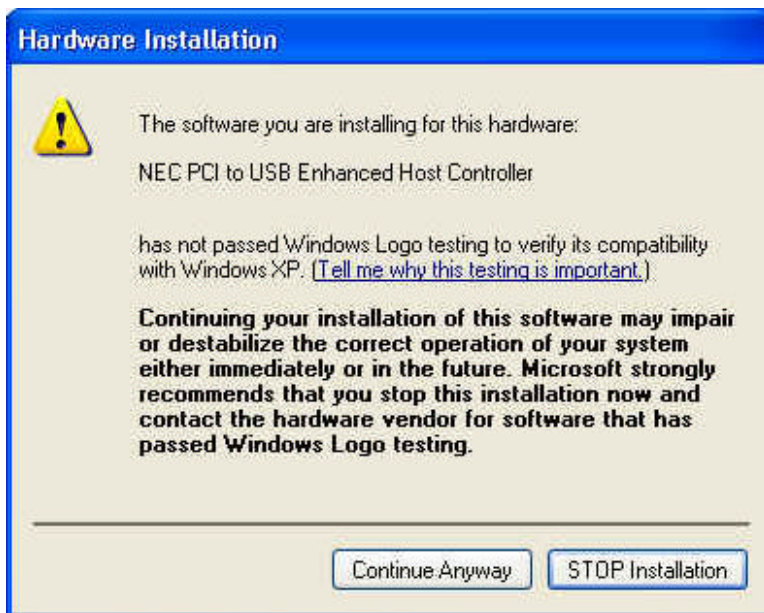 Hardware Installation
The software you are installing for this hardware:
NEC PCI to USB Enhanced Host Controller
has not passed Windows Logo testing to verify its compatibility
with Windows XP. (Tell me why this testing is important.)
Continuing your installation of this software may impair
or destabilize the correct operation of your system
either immediately or in the future. Microsoft strongly
recommends that you stop this installation now and
contact the hardware vendor for software that has
passed Windows Logo testing.
Continue Anyway
STOP Installation